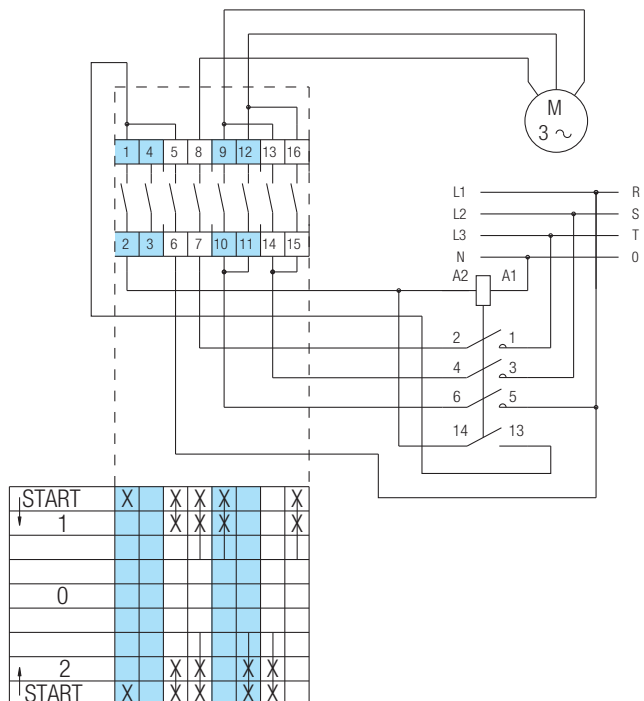 M
3 ~
1 4 5 8 9 12 13 16
L1 R
L2 S
2 3 6 7 10 11 14 15
L3 T
N 0
A2 A1
2 1
4 3
6 5
14 13
START X X X X X
1 X X X X
0
2 X X X X
START X X X X X